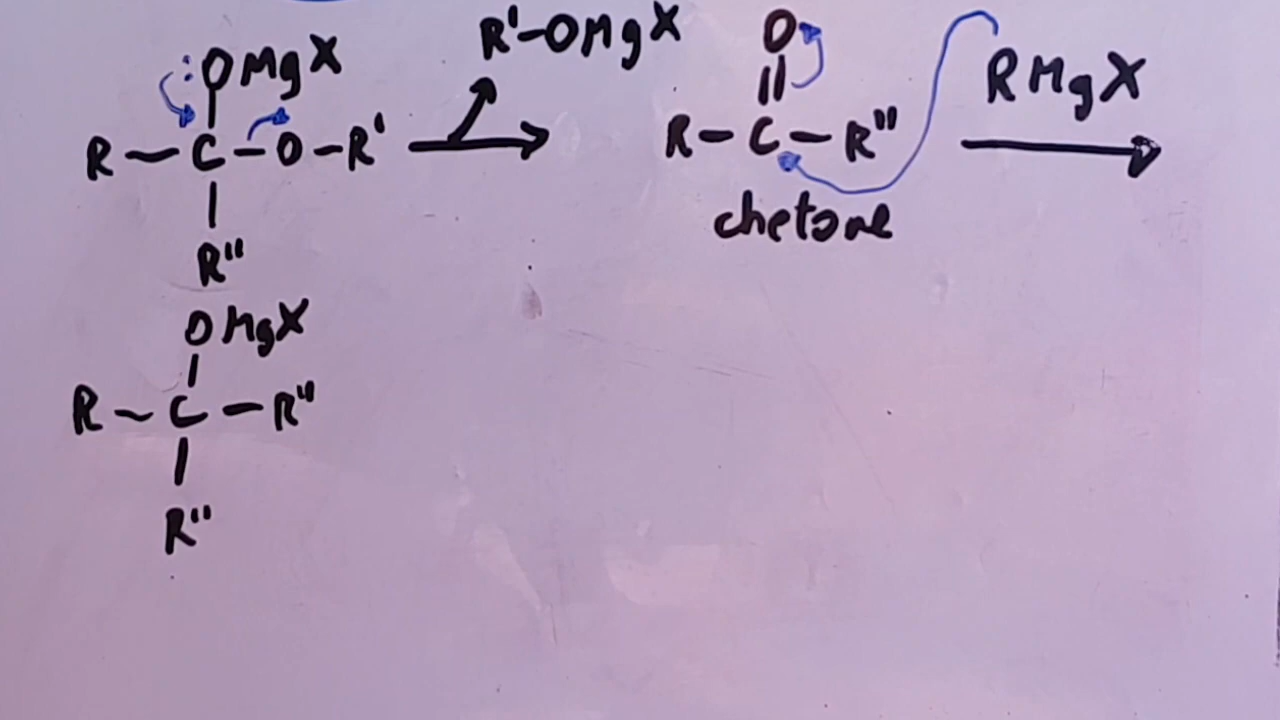 :OMgX R'-OMgX O RMgX
R-C-O-R' R-C-R''
R'' chetone
OMgX
R-C-R''
R''